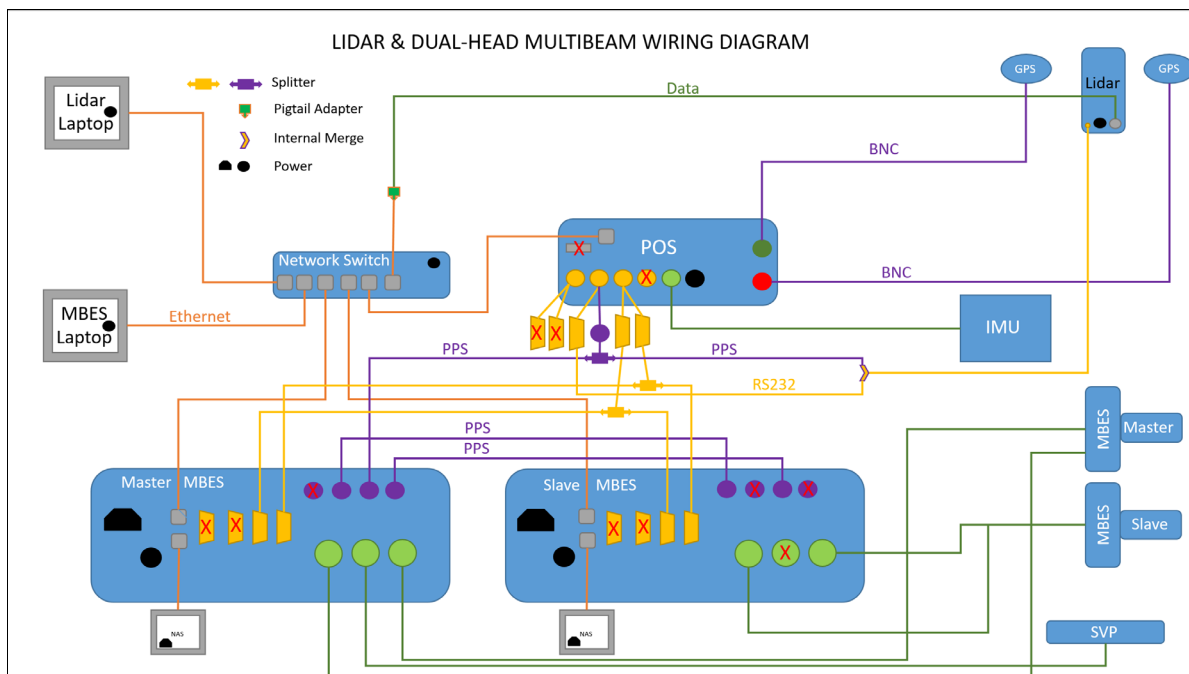 LIDAR & DUAL-HEAD MULTIBEAM WIRING DIAGRAM
Splitter
Pigtail Adapter
Internal Merge
Power
Lidar
Laptop
Data
GPS
Lidar
GPS
BNC
Network Switch
POS
BNC
MBES
Laptop
Ethernet
IMU
PPS
PPS
RS232
PPS
PPS
MBES
Master
Master MBES
Slave MBES
MBES
Slave
NAS
NAS
SVP